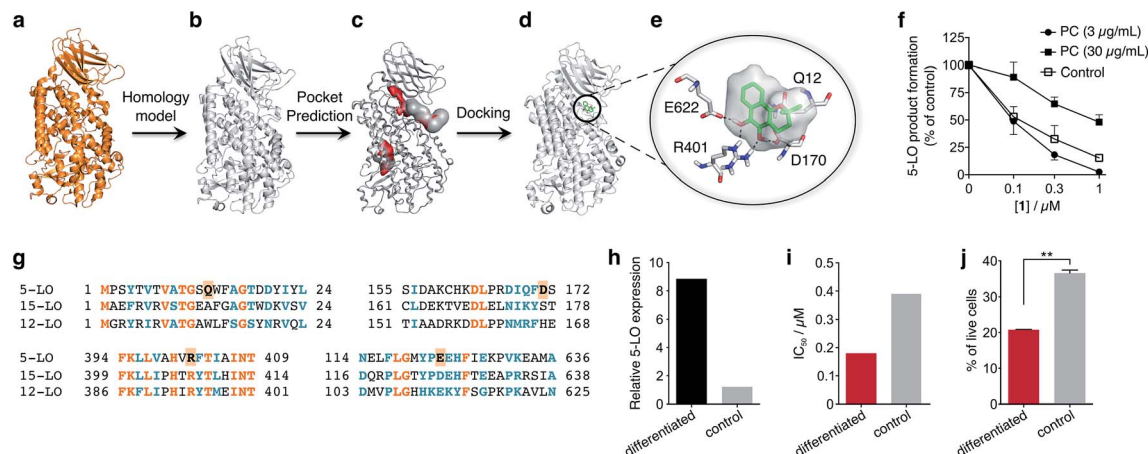 a
b
c
d
e
f
Homology
model
Pocket
Prediction
Docking
Q12
E622
R401
D170
PC (3 µg/mL)
PC (30 µg/mL)
Control
5-LO product formation
(% of control)
125
100
75
50
25
0
0 0.1 0.3 1
[1] / µM
g
5-LO 1 MPSYTVTVATGSQWFAGTDDYIYL 24 155 SIDAKCHKDLPRDIQFDS 172
15-LO 1 MAEFRVRVSTGEAFGAGTWDKVSV 24 161 CLDEKTVEDLELNIKYST 178
12-LO 1 MGRYRIRVATGAWLFSGSYNRVQL 24 151 TIAADRKDDLPPNMRFHE 168
5-LO 394 FKLLVAHVRFTIAINT 409 114 NELFLGMYPEEHFIEKPVKEAMA 636
15-LO 399 FKLLIPHTRYTLHINT 414 116 DQRPLGTYPDEHFTEEAPRRSIA 638
12-LO 386 FKFLIPHIRYTMEINT 401 103 DMVPLGHHKEKYFSGPKPKAVLN 625
h
Relative 5-LO expression
10
8
6
4
2
0
differentiated
control
i
IC50 / µM
0.5
0.4
0.3
0.2
0.1
0.0
differentiated
control
j
% of live cells
40
30
20
10
0
**
differentiated
control